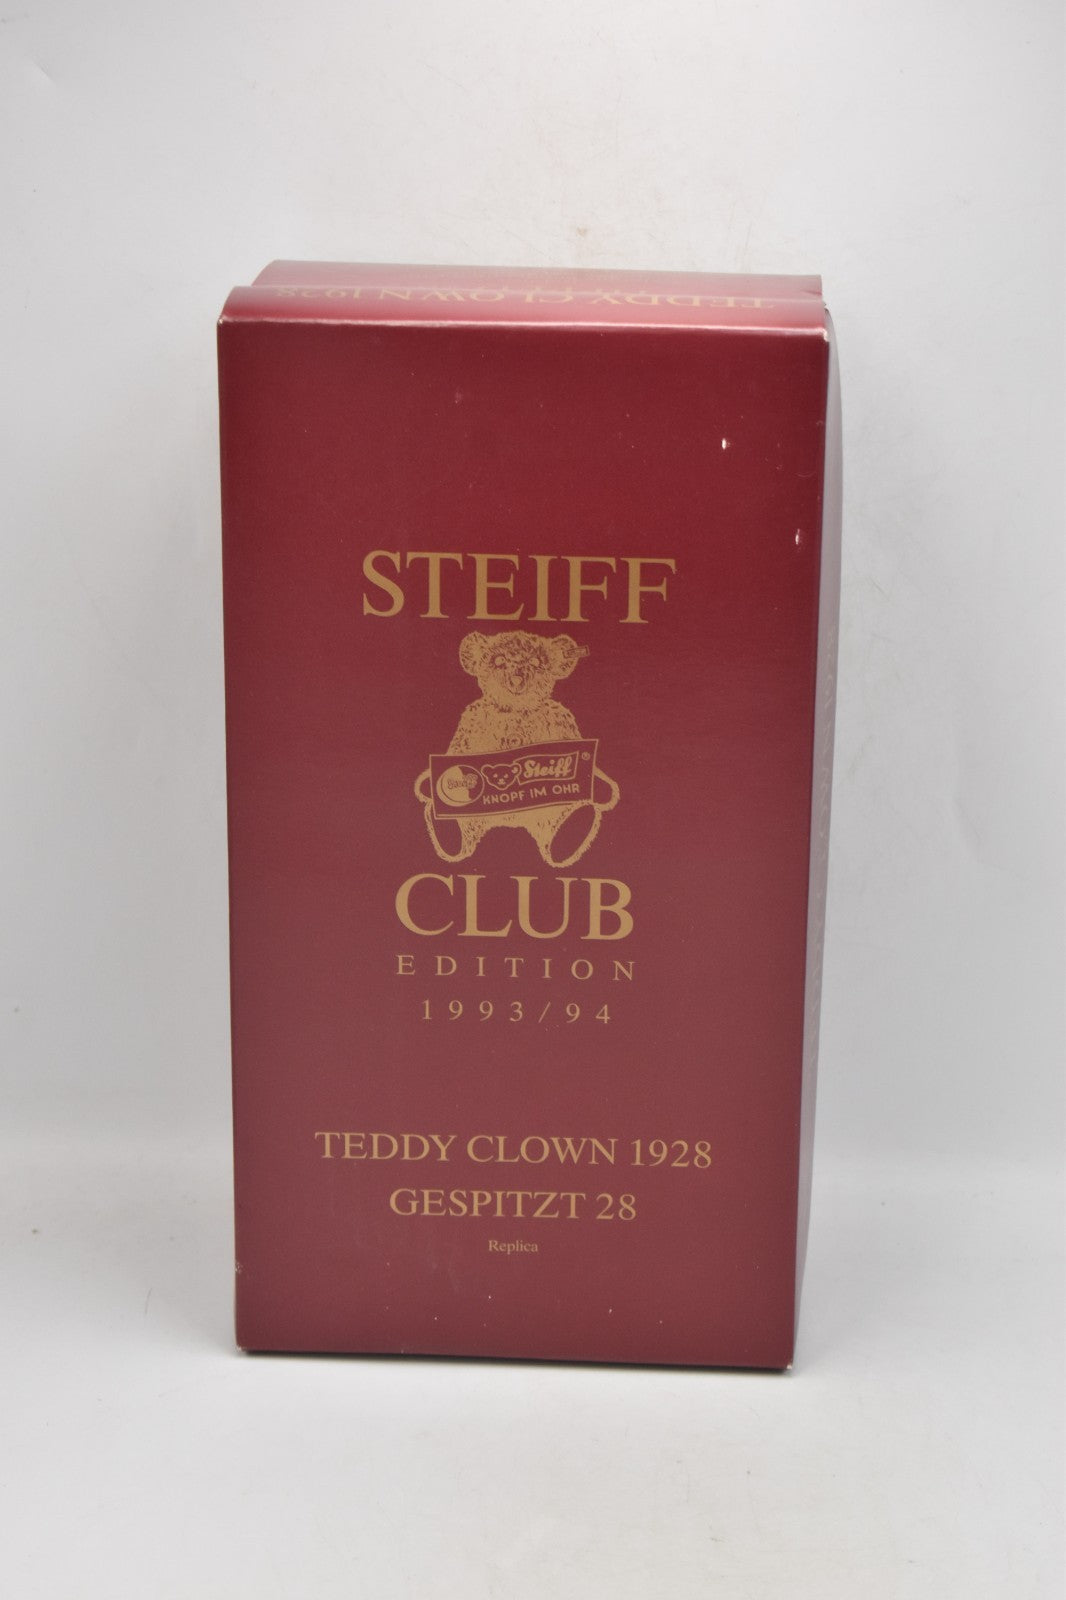 TEDDY CLOWN 1928
STEIFF
Steiff
KNOPF IM OHR
CLUB
EDITION
1993/94
TEDDY CLOWN 1928
GESPITZT 28
Replica